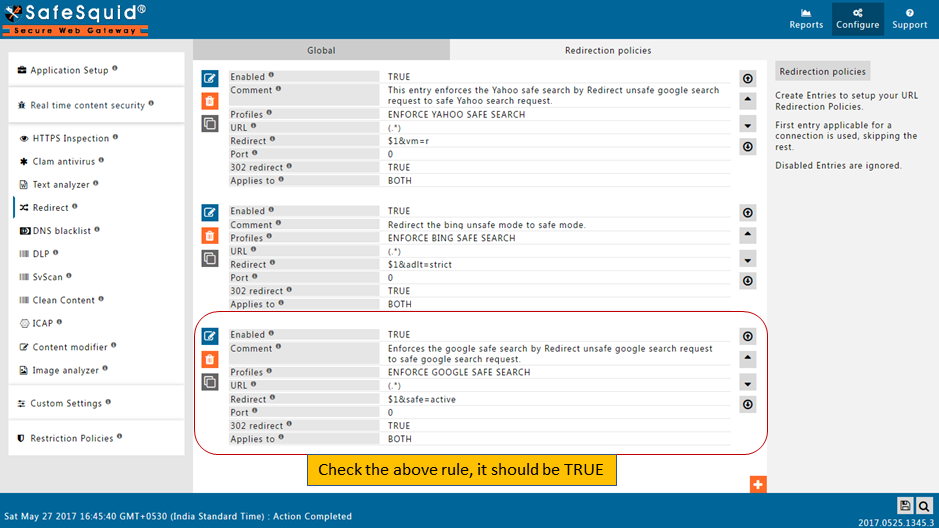 SafeSquid®
Secure Web Gateway
Reports
Configure
Support
Global
Redirection policies
Application Setup
Real time content security
HTTPS Inspection
Clam antivirus
Text analyzer
Redirect
DNS blacklist
DLP
SvScan
Clean Content
ICAP
Content modifier
Image analyzer
Custom Settings
Restriction Policies
Enabled TRUE
Comment This entry enforces the Yahoo safe search by Redirect unsafe google search
request to safe Yahoo search request.
Profiles ENFORCE YAHOO SAFE SEARCH
URL (.*)
Redirect $1&vm=r
Port 0
302 redirect TRUE
Applies to BOTH
Enabled TRUE
Comment Redirect the bing unsafe mode to safe mode.
Profiles ENFORCE BING SAFE SEARCH
URL (.*)
Redirect $1&adlt=strict
Port 0
302 redirect TRUE
Applies to BOTH
Enabled TRUE
Comment Enforces the google safe search by Redirect unsafe google search request
to safe google search request.
Profiles ENFORCE GOOGLE SAFE SEARCH
URL (.*)
Redirect $1&safe=active
Port 0
302 redirect TRUE
Applies to BOTH
Check the above rule, it should be TRUE
Redirection policies
Create Entries to setup your URL
Redirection Policies.
First entry applicable for a
connection is used, skipping the
rest.
Disabled Entries are ignored.
Sat May 27 2017 16:45:40 GMT+0530 (India Standard Time) : Action Completed
2017.0525.1345.3